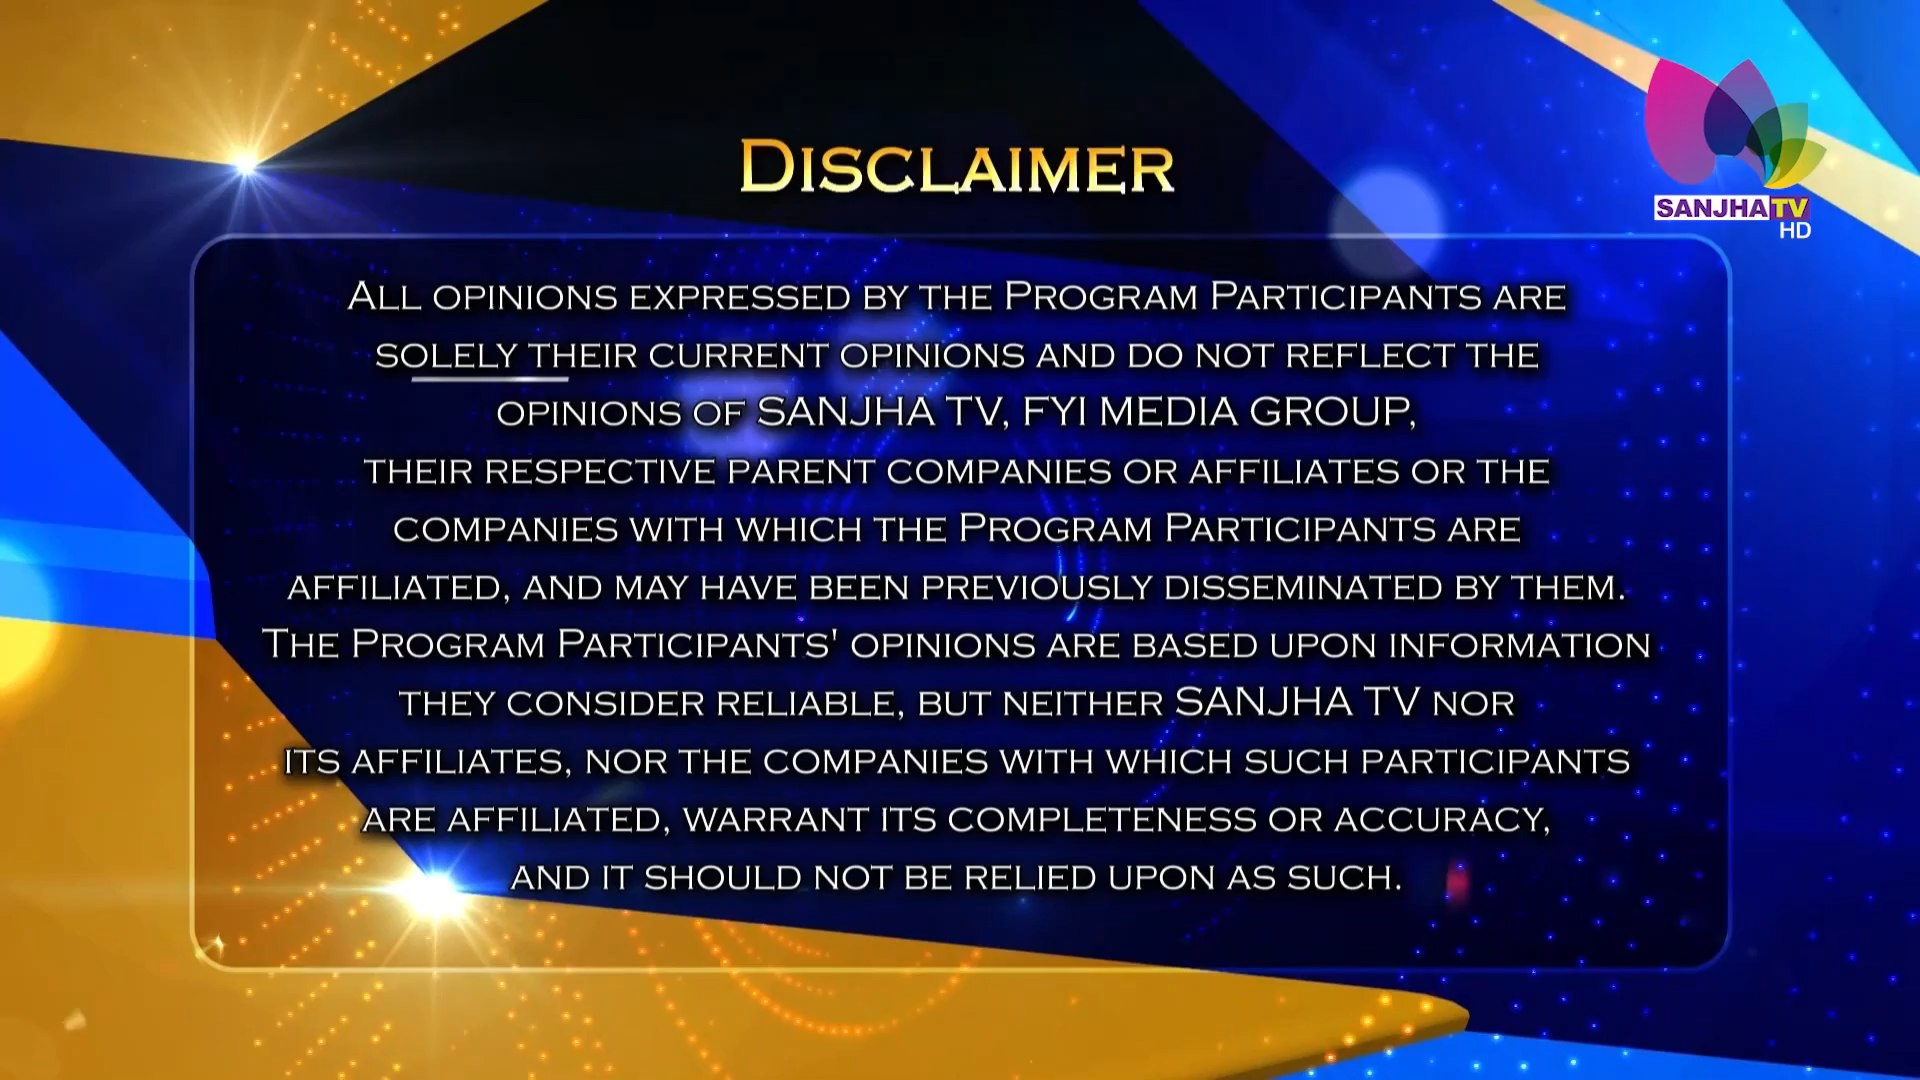 SANJHA TV
HD
DISCLAIMER
ALL OPINIONS EXPRESSED BY THE PROGRAM PARTICIPANTS ARE
SOLELY THEIR CURRENT OPINIONS AND DO NOT REFLECT THE
OPINIONS OF SANJHA TV, FYI MEDIA GROUP,
THEIR RESPECTIVE PARENT COMPANIES OR AFFILIATES OR THE
COMPANIES WITH WHICH THE PROGRAM PARTICIPANTS ARE
AFFILIATED, AND MAY HAVE BEEN PREVIOUSLY DISSEMINATED BY THEM.
THE PROGRAM PARTICIPANTS' OPINIONS ARE BASED UPON INFORMATION
THEY CONSIDER RELIABLE, BUT NEITHER SANJHA TV NOR
ITS AFFILIATES, NOR THE COMPANIES WITH WHICH SUCH PARTICIPANTS
ARE AFFILIATED, WARRANT ITS COMPLETENESS OR ACCURACY,
AND IT SHOULD NOT BE RELIED UPON AS SUCH.